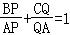 BP/AP + CQ/QA = 1